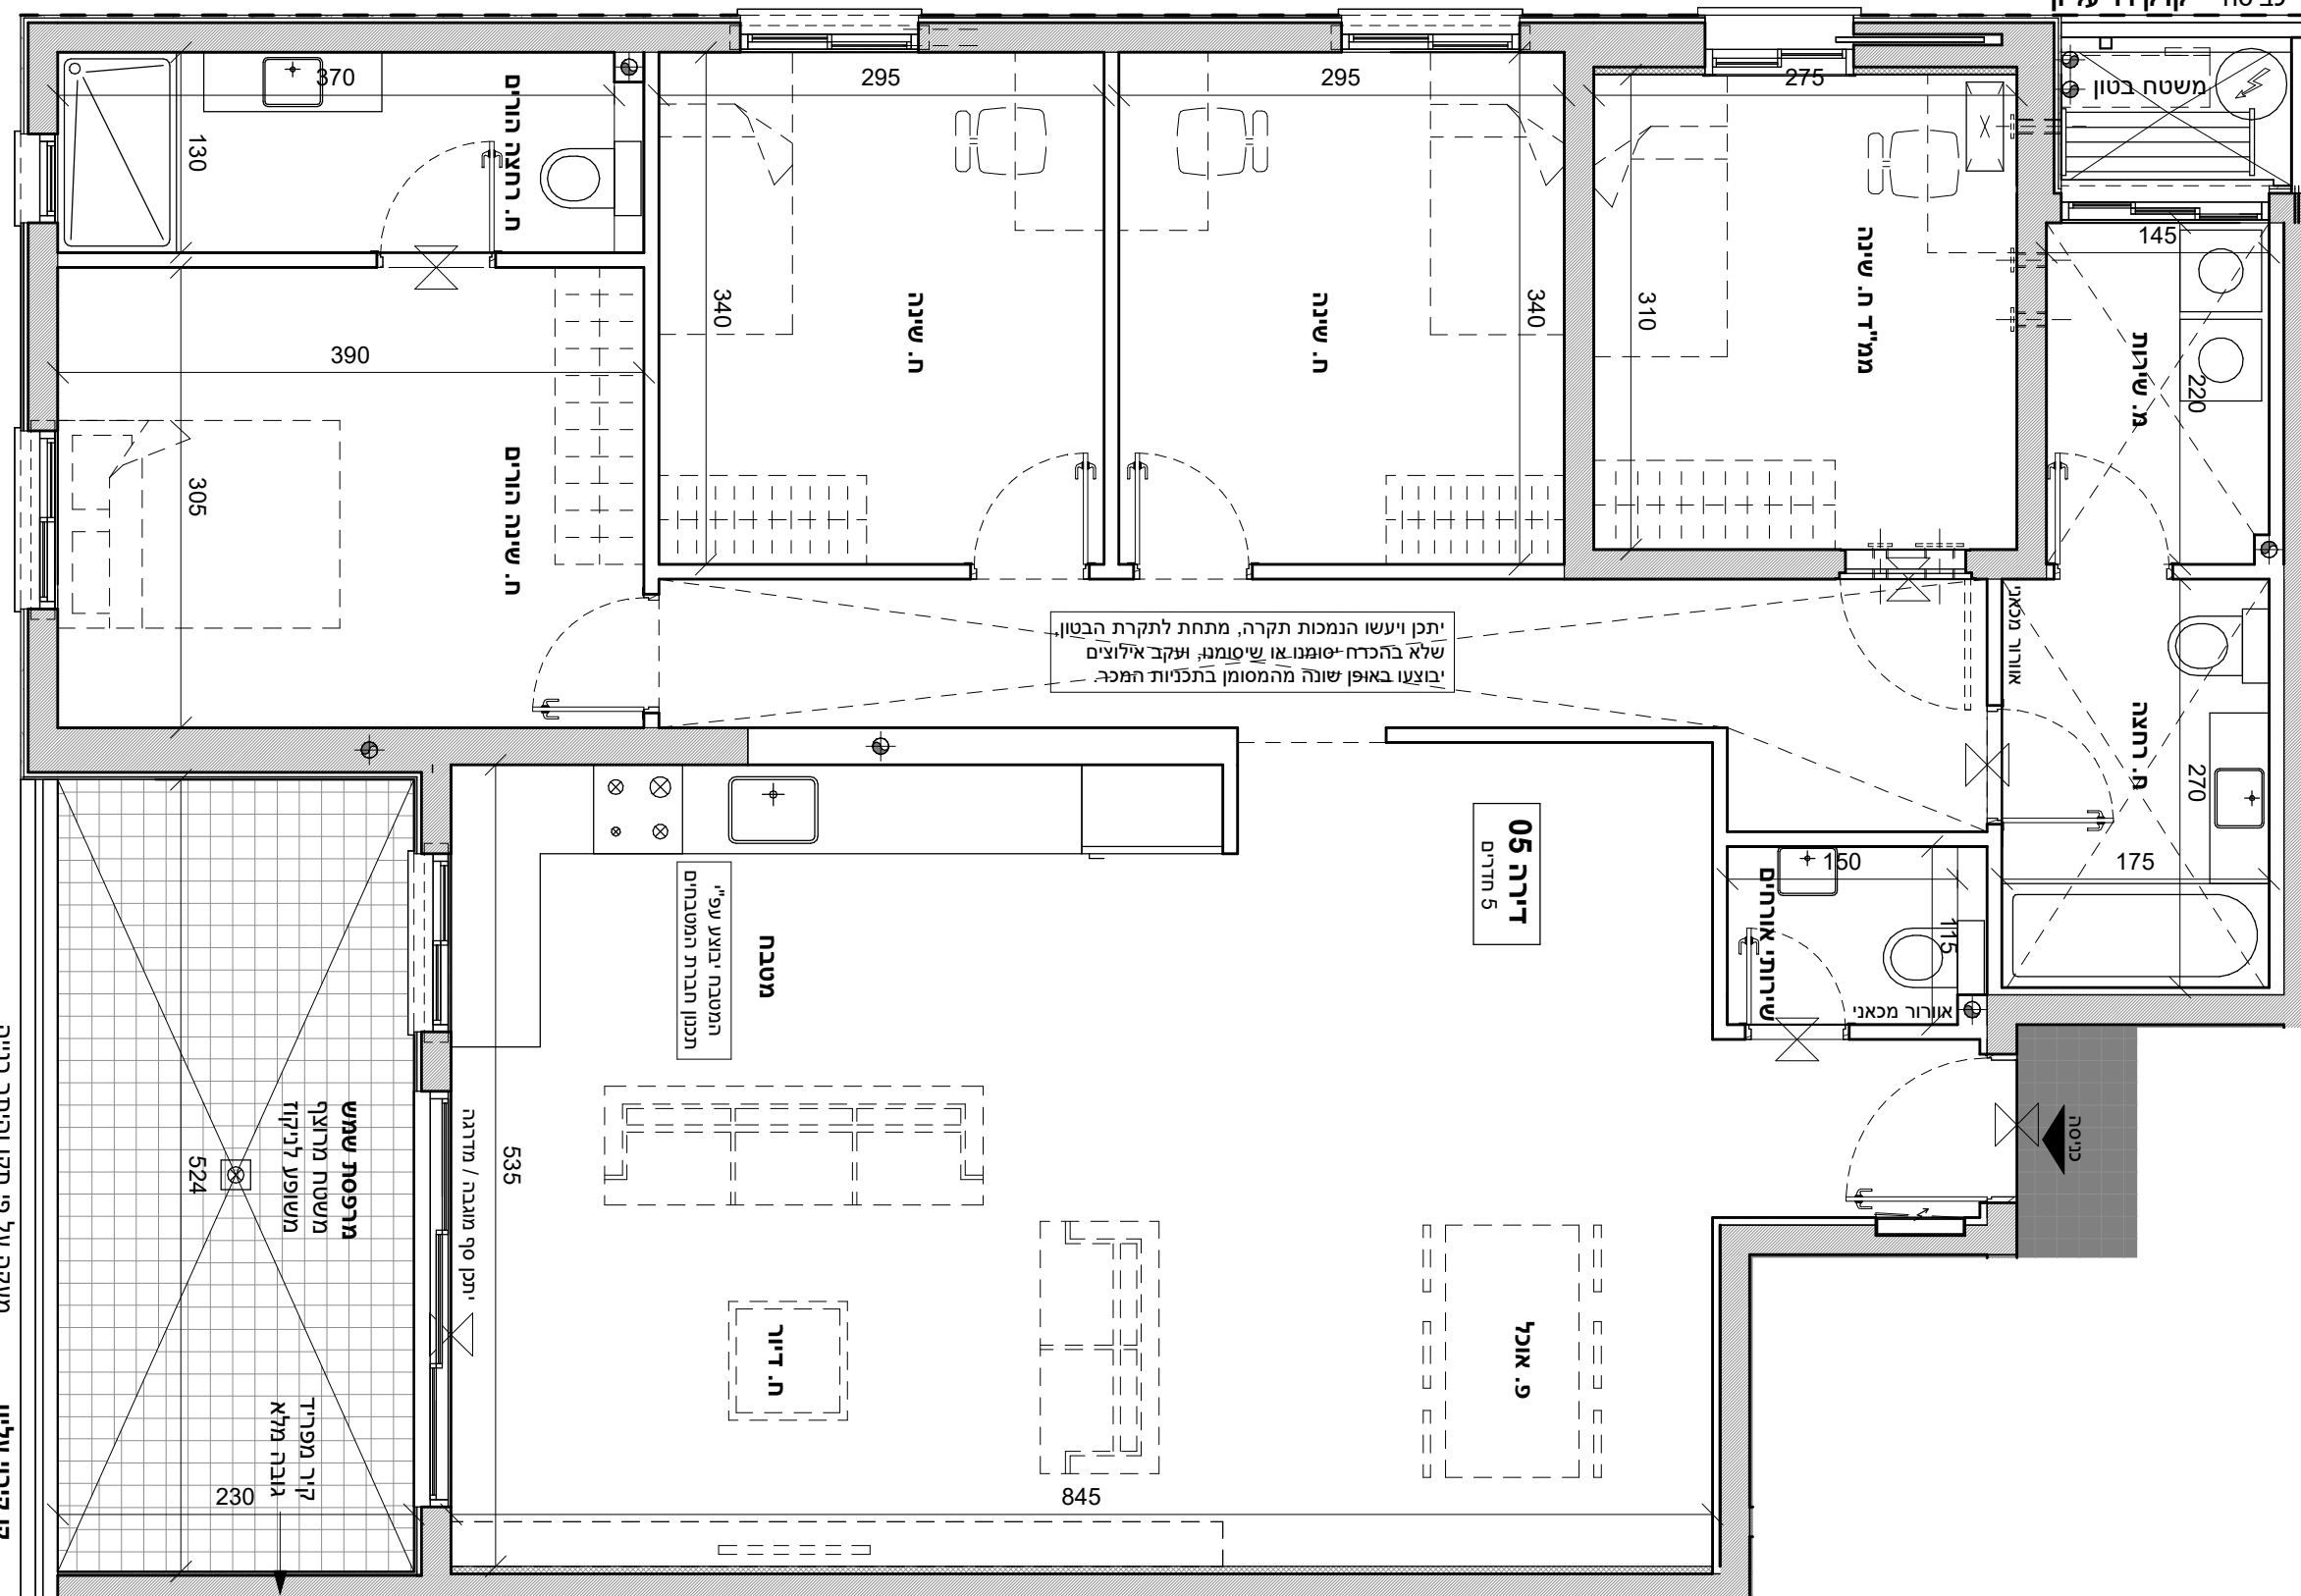 קורקינג עליון
משטח בטון
370
295
295
275
ח. רחצה הורים
130
145
ח. שינה
340
ח. שינה
340
ממ"ד ח. שינה
310
מ. שירות
220
390
ח. שינה הורים
305
יתכן ויעשו הנמכות תקרה, מתחת לתקרת הבטון,
שלא בהכרח יסומנו או שיסומנו, ועקב אילוצים
יבוצעו באופן שונה מהמסומן בתכניות המכר.
אוורור מכאני
ח. רחצה
270
175
דירה 05
5 חדרים
150
115
שירותי אורחים
אוורור מכאני
מטבח
המטבח יבוצע עפ"י
תכנון חברת המטבחים
כניסה
מרפסת שמש
משטח מרוצף
משופע לניקוז
524
יתכן סף מוגבה / מדרגה
535
ח. דיור
פ. אוכל
קיר מפריד
גובה מלא
230
845